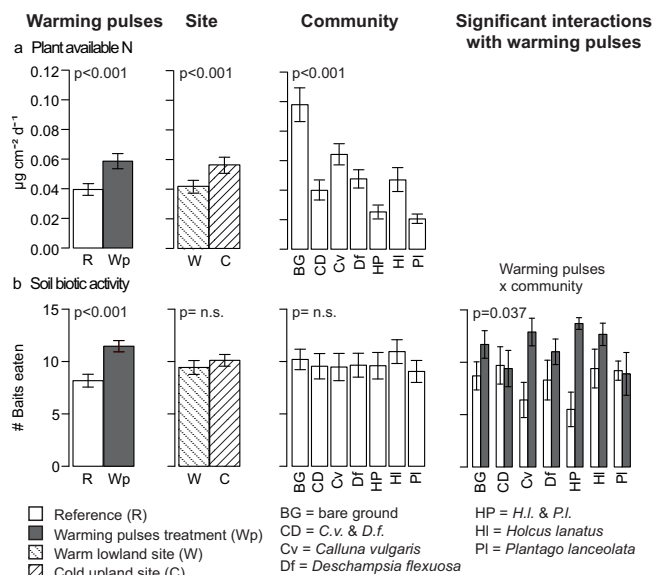 Warming pulses Site Community Significant interactions
with warming pulses
a Plant available N
0.12 p<0.001 p<0.001 p<0.001
0.10
0.08
0.06
0.04
0.02
0.00
µg cm⁻² d⁻¹
R Wp W C BG CD Cv Df HP Hl Pl
Warming pulses
x community
b Soil biotic activity
15 p<0.001 p= n.s. p= n.s. p=0.037
10
5
0
# Baits eaten
R Wp W C BG CD Cv Df HP Hl Pl BG CD Cv Df HP Hl Pl
Reference (R)
Warming pulses treatment (Wp)
Warm lowland site (W)
Cold upland site (C)
BG = bare ground
CD = C.v. & D.f.
Cv = Calluna vulgaris
Df = Deschampsia flexuosa
HP = H.l. & P.l.
Hl = Holcus lanatus
Pl = Plantago lanceolata